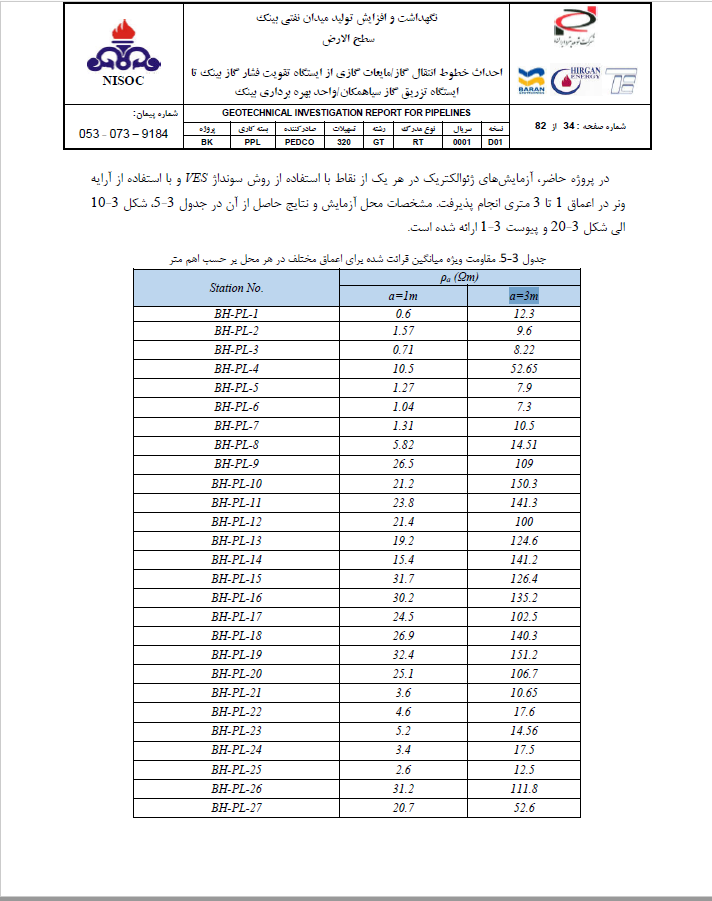 نگهداشت و افزایش تولید میدان نفتی بینک
سطح الارض
احداث خطوط انتقال گاز/مایعات گازی از ایستگاه تقویت فشار گاز بینک تا
ایستگاه تزریق گاز سیاهمکان/واحد بهره برداری بینک
NISOC
BARAN
HIRGAN
ENERGY
شماره پیمان:
053 - 073 – 9184
GEOTECHNICAL INVESTIGATION REPORT FOR PIPELINES
شماره صفحه : 34 از 82
پروژه بسته کاری صادرکننده تسهیلات رشته نوع مدرک سریال نسخه
BK PPL PEDCO 320 GT RT 0001 D01
در پروژه حاضر، آزمایش‌های ژئوالکتریک در هر یک از نقاط با استفاده از روش سونداژ VES و با استفاده از آرایه
ونر در اعماق 1 تا 3 متری انجام پذیرفت. مشخصات محل آزمایش و نتایج حاصل از آن در جدول 3-5، شکل 3-10
الی شکل 3-20 و پیوست 3-1 ارائه شده است.
جدول 3-5. مقاومت ویژه میانگین قرائت شده برای اعماق مختلف در هر محل بر حسب اهم متر
Station No. ρa (Ωm)
a=1m a=3m
BH-PL-1 0.6 12.3
BH-PL-2 1.57 9.6
BH-PL-3 0.71 8.22
BH-PL-4 10.5 52.65
BH-PL-5 1.27 7.9
BH-PL-6 1.04 7.3
BH-PL-7 1.31 10.5
BH-PL-8 5.82 14.51
BH-PL-9 26.5 109
BH-PL-10 21.2 150.3
BH-PL-11 23.8 141.3
BH-PL-12 21.4 100
BH-PL-13 19.2 124.6
BH-PL-14 15.4 141.2
BH-PL-15 31.7 126.4
BH-PL-16 30.2 135.2
BH-PL-17 24.5 102.5
BH-PL-18 26.9 140.3
BH-PL-19 32.4 151.2
BH-PL-20 25.1 106.7
BH-PL-21 3.6 10.65
BH-PL-22 4.6 17.6
BH-PL-23 5.2 14.56
BH-PL-24 3.4 17.5
BH-PL-25 2.6 12.5
BH-PL-26 31.2 111.8
BH-PL-27 20.7 52.6